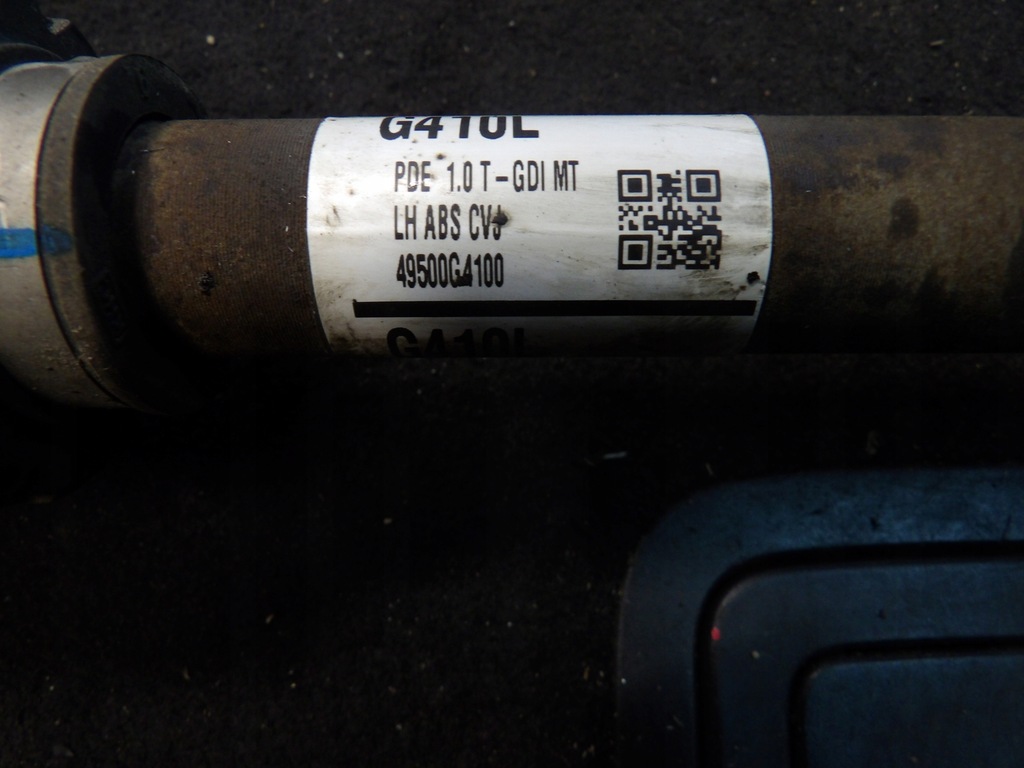 G410L
PDE 1.0 T-GDI MT
LH ABS CVJ
49500G4100
G410L